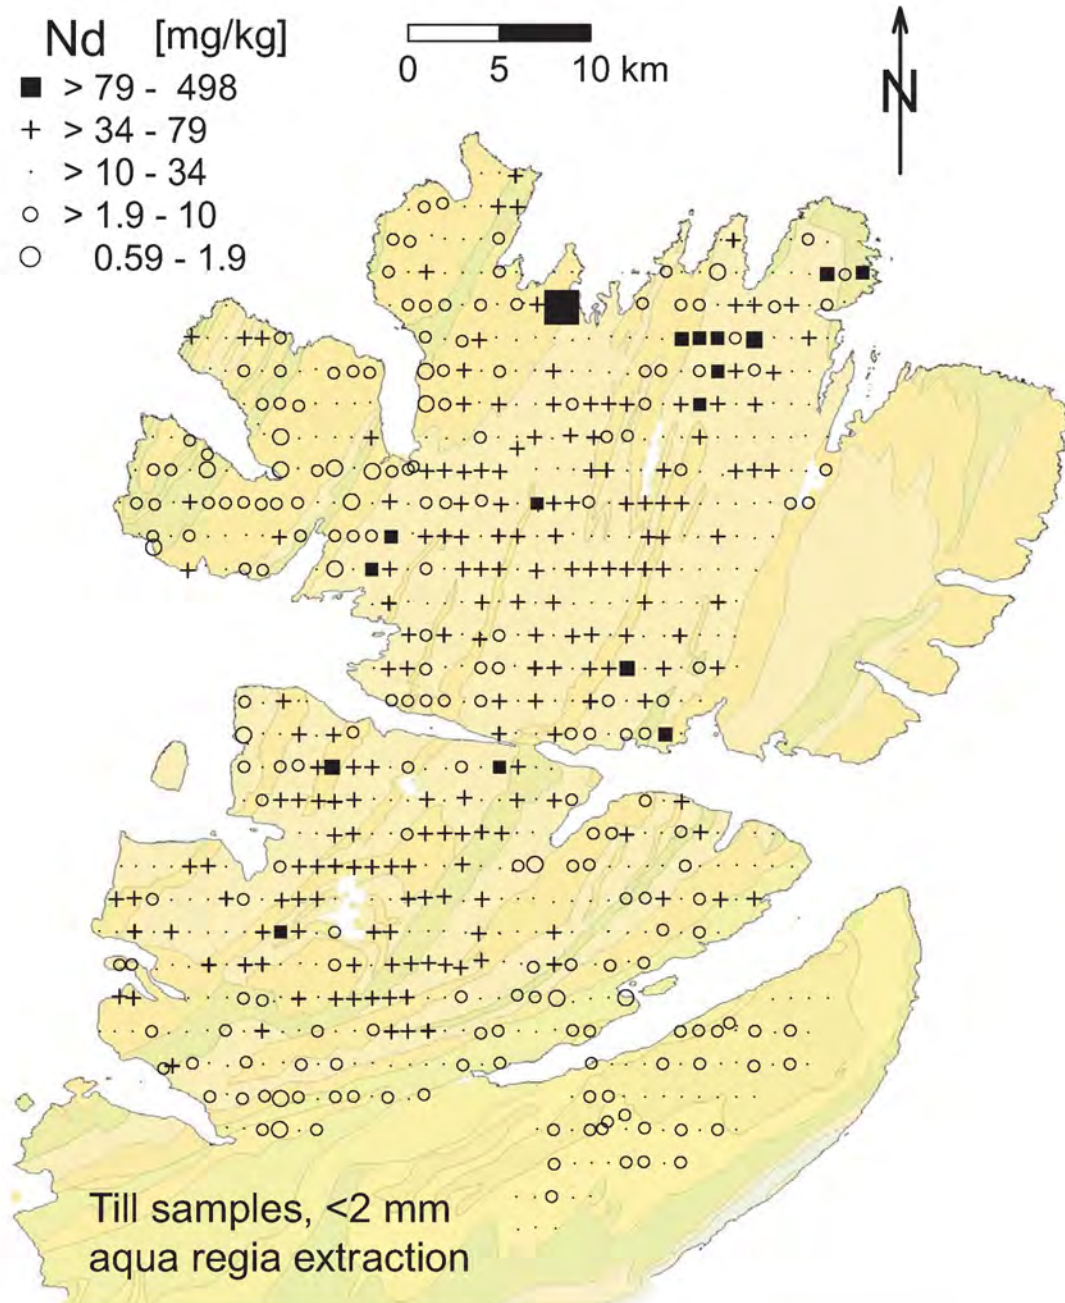 Nd [mg/kg]
> 79 - 498
> 34 - 79
> 10 - 34
> 1.9 - 10
0.59 - 1.9
0 5 10 km
N
Till samples, <2 mm
aqua regia extraction